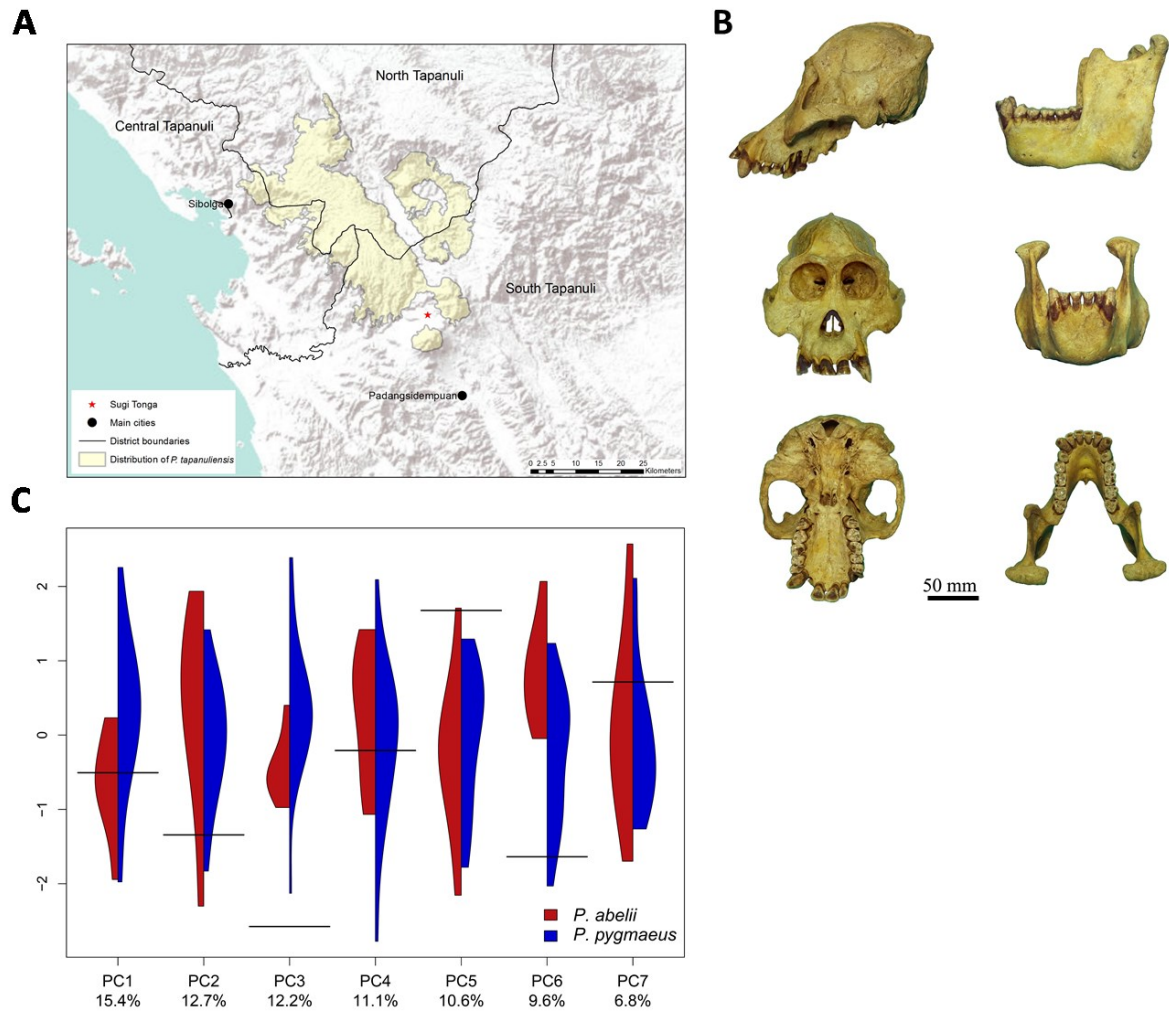 A
B
North Tapanuli
Central Tapanuli
Sibolga
South Tapanuli
Padangsidempuan
Sugi Tonga
Main cities
District boundaries
Distribution of P. tapanuliensis
0 2.5 5 10 15 20 25
Kilometers
50 mm
C
2
1
0
−1
−2
P. abelii
P. pygmaeus
PC1 PC2 PC3 PC4 PC5 PC6 PC7
15.4% 12.7% 12.2% 11.1% 10.6% 9.6% 6.8%